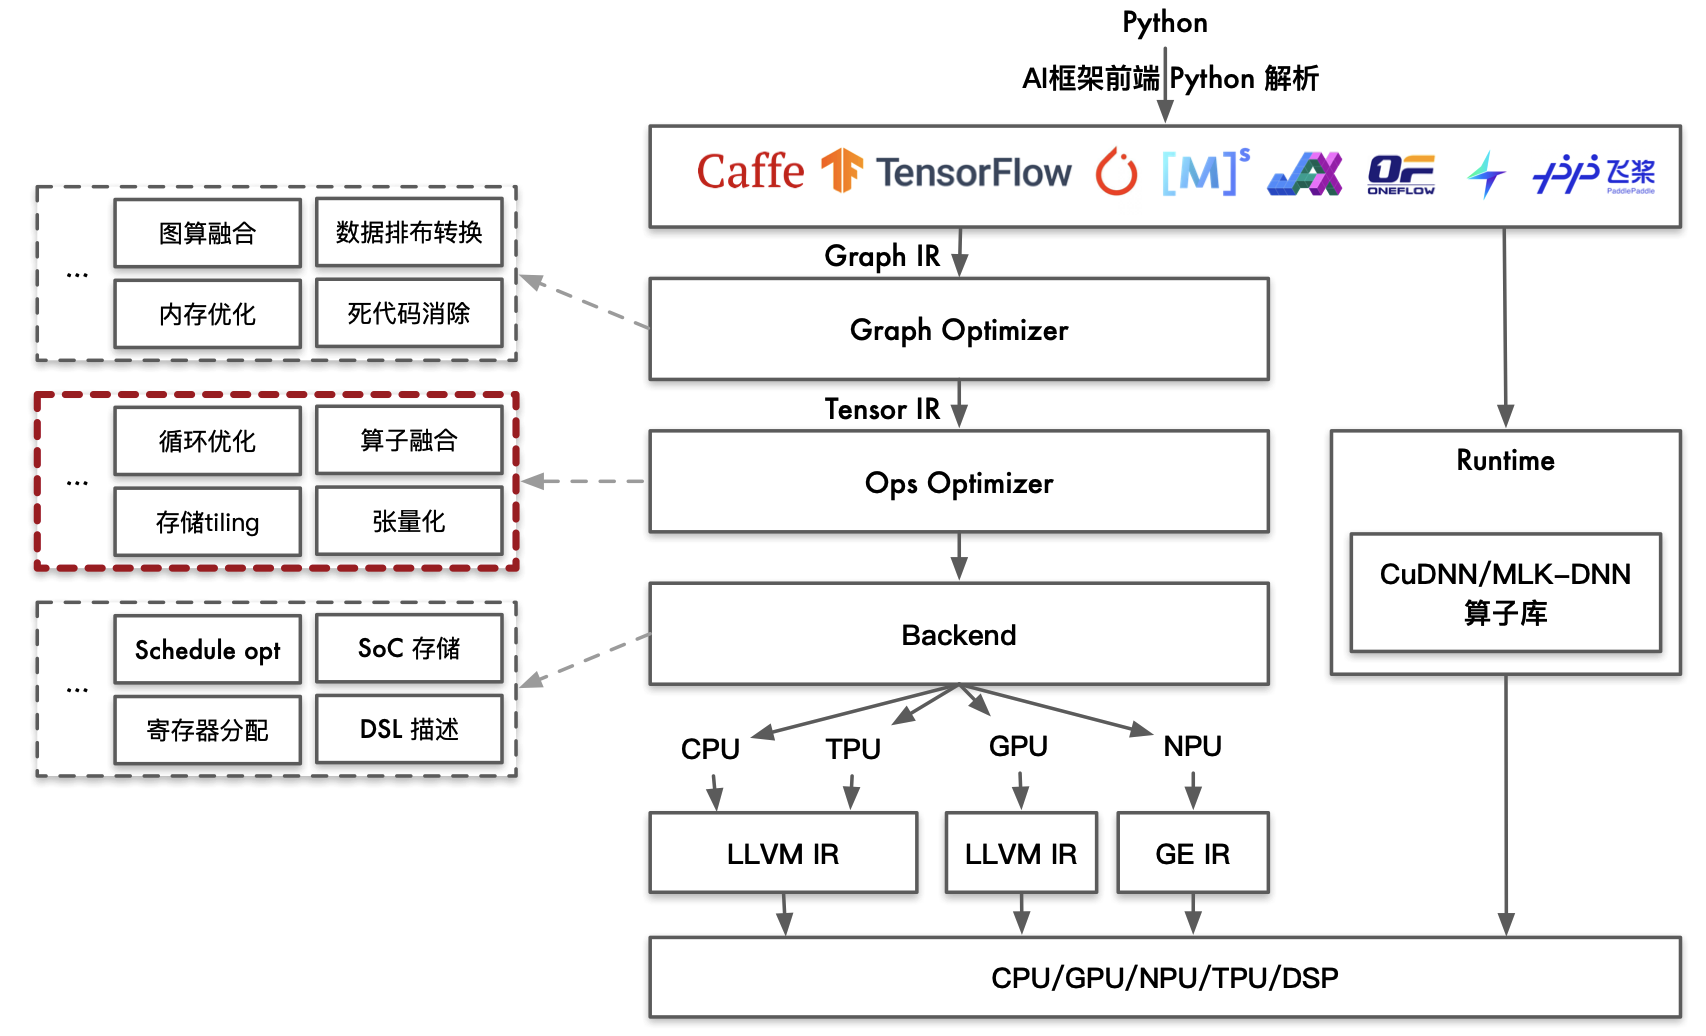 Python
AI框架前端 Python 解析
Caffe TensorFlow [M]s JAX OF ONEFLOW 飞桨 PaddlePaddle
Graph IR
Graph Optimizer
图算融合 数据排布转换
...
内存优化 死代码消除
Tensor IR
Ops Optimizer
循环优化 算子融合
...
存储tiling 张量化
Runtime
CuDNN/MLK-DNN
算子库
Backend
Schedule opt SoC 存储
...
寄存器分配 DSL 描述
CPU TPU GPU NPU
LLVM IR LLVM IR GE IR
CPU/GPU/NPU/TPU/DSP